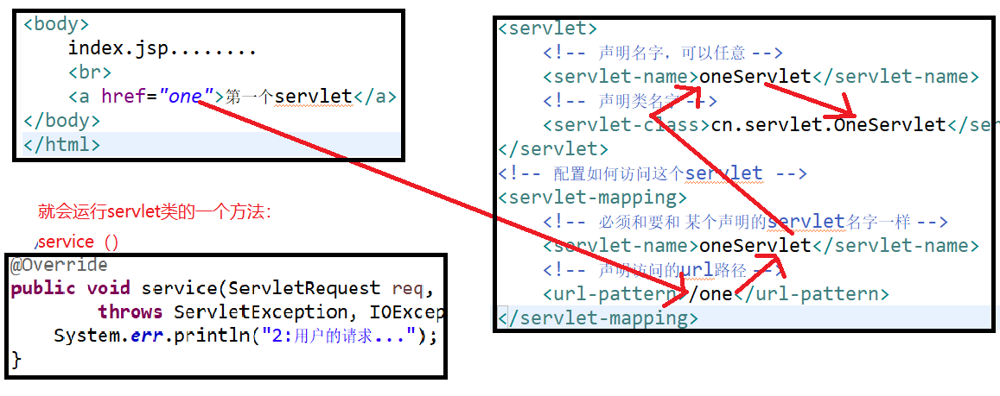 <body>
index.jsp........
<br>
<a href="one">第一个servlet</a>
</body>
</html>
就会运行servlet类的一个方法：
service（）
@Override
public void service(ServletRequest req,
throws ServletException, IOExcep
System.err.println("2:用户的请求...");
}
<servlet>
<!-- 声明名字，可以任意 -->
<servlet-name>oneServlet</servlet-name>
<!-- 声明类名字 -->
<servlet-class>cn.servlet.OneServlet</ser
</servlet>
<!-- 配置如何访问这个servlet -->
<servlet-mapping>
<!-- 必须和要和 某个声明的servlet名字一样 -->
<servlet-name>oneServlet</servlet-name>
<!-- 声明访问的url路径 -->
<url-pattern>/one</url-pattern>
</servlet-mapping>